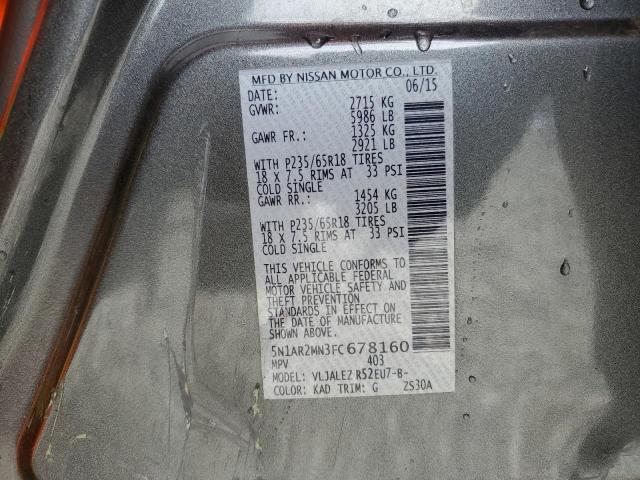 MFD BY NISSAN MOTOR CO., LTD.
DATE: 06/15
GVWR: 2715 KG
5986 LB
GAWR FR.: 1325 KG
2921 LB
WITH P235/65R18 TIRES
18 X 7.5 RIMS AT 33 PSI
COLD SINGLE
GAWR RR.: 1454 KG
3205 LB
WITH P235/65R18 TIRES
18 X 7.5 RIMS AT 33 PSI
COLD SINGLE
THIS VEHICLE CONFORMS TO
ALL APPLICABLE FEDERAL
MOTOR VEHICLE SAFETY AND
THEFT PREVENTION
STANDARDS IN EFFECT ON
THE DATE OF MANUFACTURE
SHOWN ABOVE.
5N1AR2MN3FC678160
MPV 403
MODEL: VLJALEZ R52EU7-B-
COLOR: KAD TRIM: G ZS30A